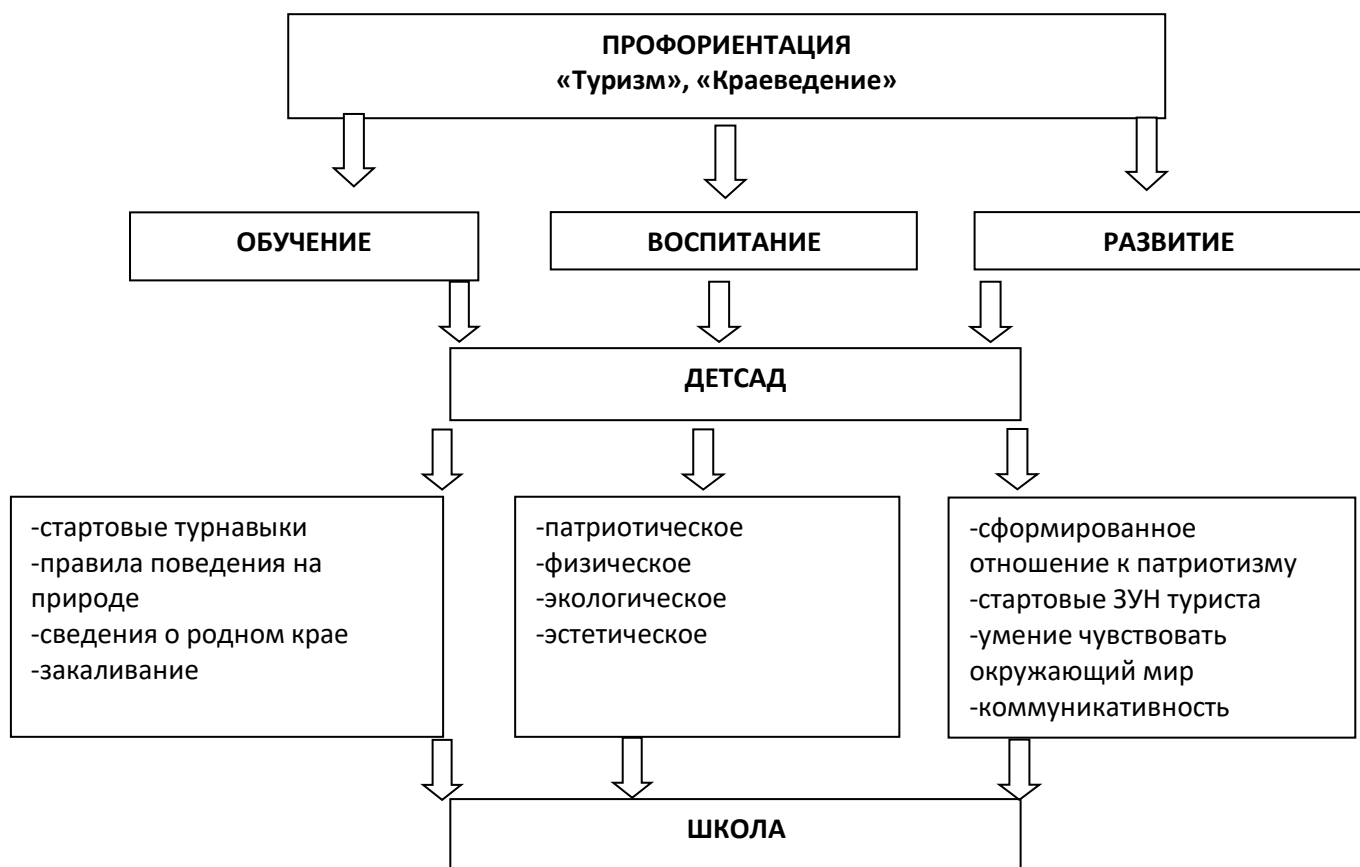 ПРОФОРИЕНТАЦИЯ
«Туризм», «Краеведение»
ОБУЧЕНИЕ
ВОСПИТАНИЕ
РАЗВИТИЕ
ДЕТСАД
-стартовые турнавыки
-правила поведения на
природе
-сведения о родном крае
-закаливание
-патриотическое
-физическое
-экологическое
-эстетическое
-сформированное
отношение к патриотизму
-стартовые ЗУН туриста
-умение чувствовать
окружающий мир
-коммуникативность
ШКОЛА